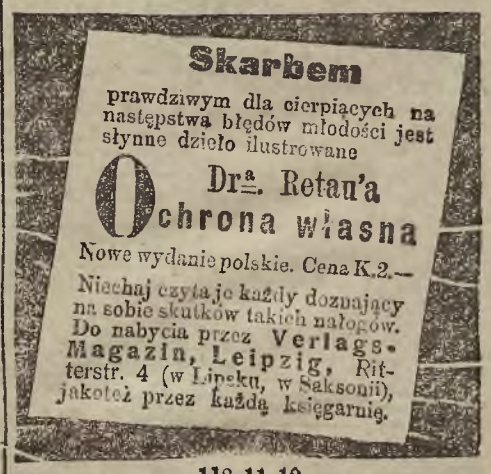 Skarbem
prawdziwym dla cierpiących na
następstwa błędów młodości jest
słynne dzieło ilustrowane
Dra. Retau'a
Ochrona własna
Nowe wydanie polskie. Cena K.2.—
Niechaj czyta je każdy doznający
na sobie skutków takich nałogów.
Do nabycia przez Verlags-
Magazin, Leipzig, Rit-
terstr. 4 (w Lipsku, w Saksonii),
jakoteż przez każdą księgarnię.